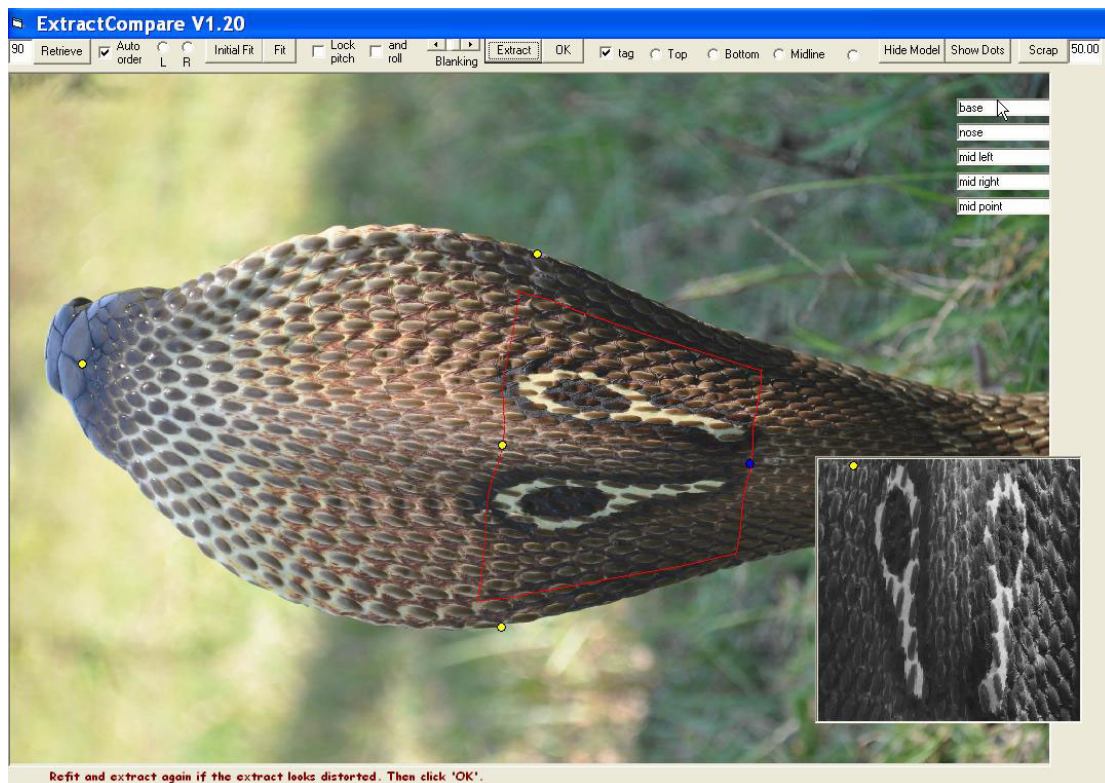 ExtractCompare V1.20
90 Retrieve Auto order L R Initial Fit Fit Lock pitch and roll Blanking Extract OK tag Top Bottom Midline Hide Model Show Dots Scrap 50.00
base
nose
mid left
mid right
mid point
Refit and extract again if the extract looks distorted. Then click 'OK'.